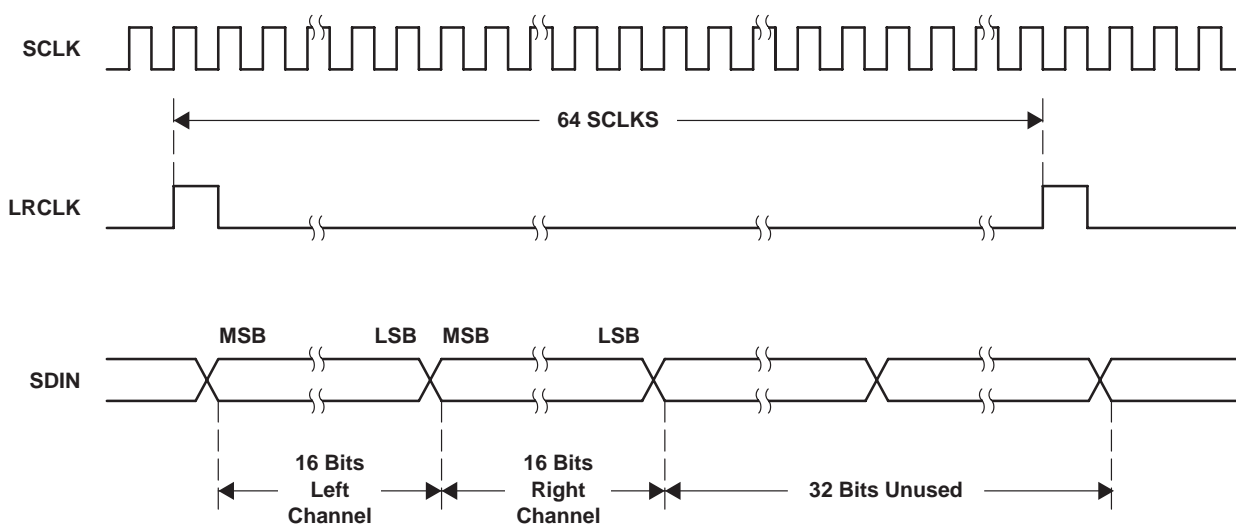 SCLK
64 SCLKS
LRCLK
MSB
LSB
MSB
LSB
SDIN
16 Bits
Left
Channel
16 Bits
Right
Channel
32 Bits Unused